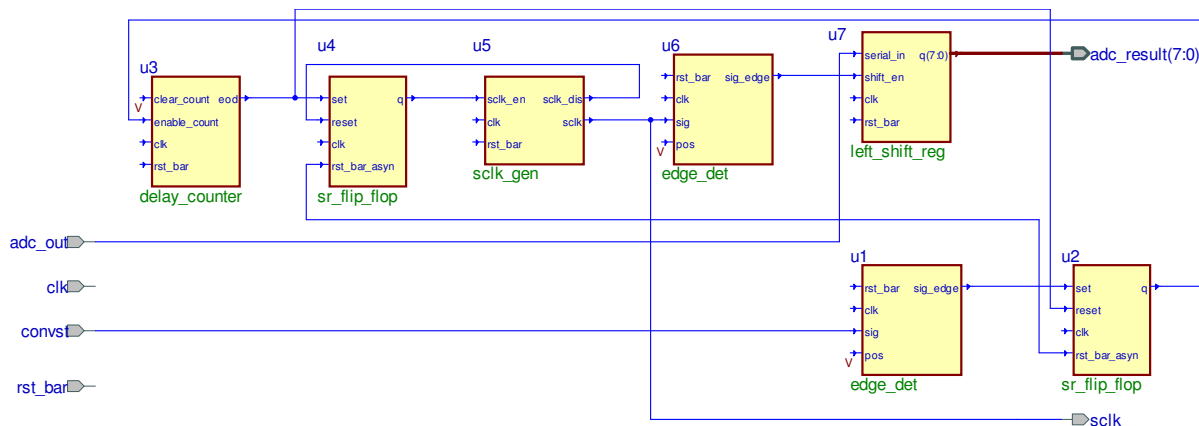 u3
clear_count eod
V
enable_count
clk
rst_bar
delay_counter
u4
set q
reset
clk
rst_bar_asyn
sr_flip_flop
u5
sclk_en sclk_dis
clk sclk
rst_bar
sclk_gen
u6
rst_bar sig_edge
clk
sig
pos
V
edge_det
u7
serial_in q(7:0)
shift_en
clk
rst_bar
left_shift_reg
adc_result(7:0)
adc_out
clk
convst
rst_bar
u1
rst_bar sig_edge
clk
sig
pos
V
edge_det
u2
set q
reset
clk
rst_bar_asyn
sr_flip_flop
sclk